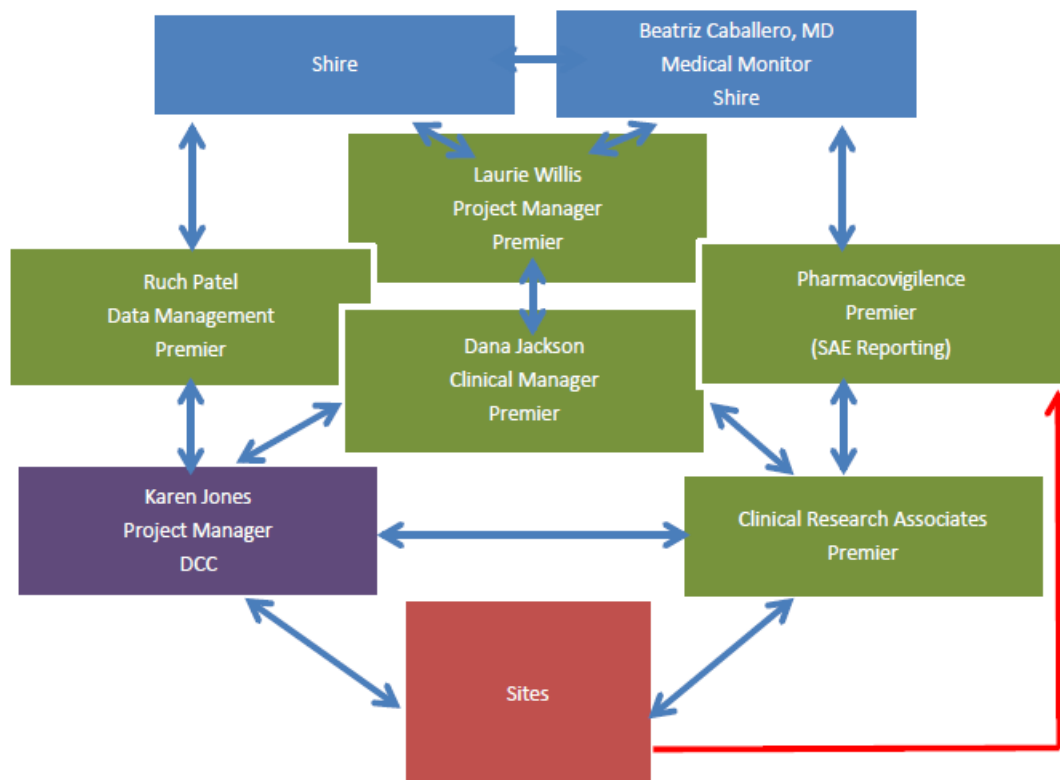 Shire
Beatriz Caballero, MD
Medical Monitor
Shire
Laurie Willis
Project Manager
Premier
Ruch Patel
Data Management
Premier
Pharmacovigilence
Premier
(SAE Reporting)
Dana Jackson
Clinical Manager
Premier
Karen Jones
Project Manager
DCC
Clinical Research Associates
Premier
Sites